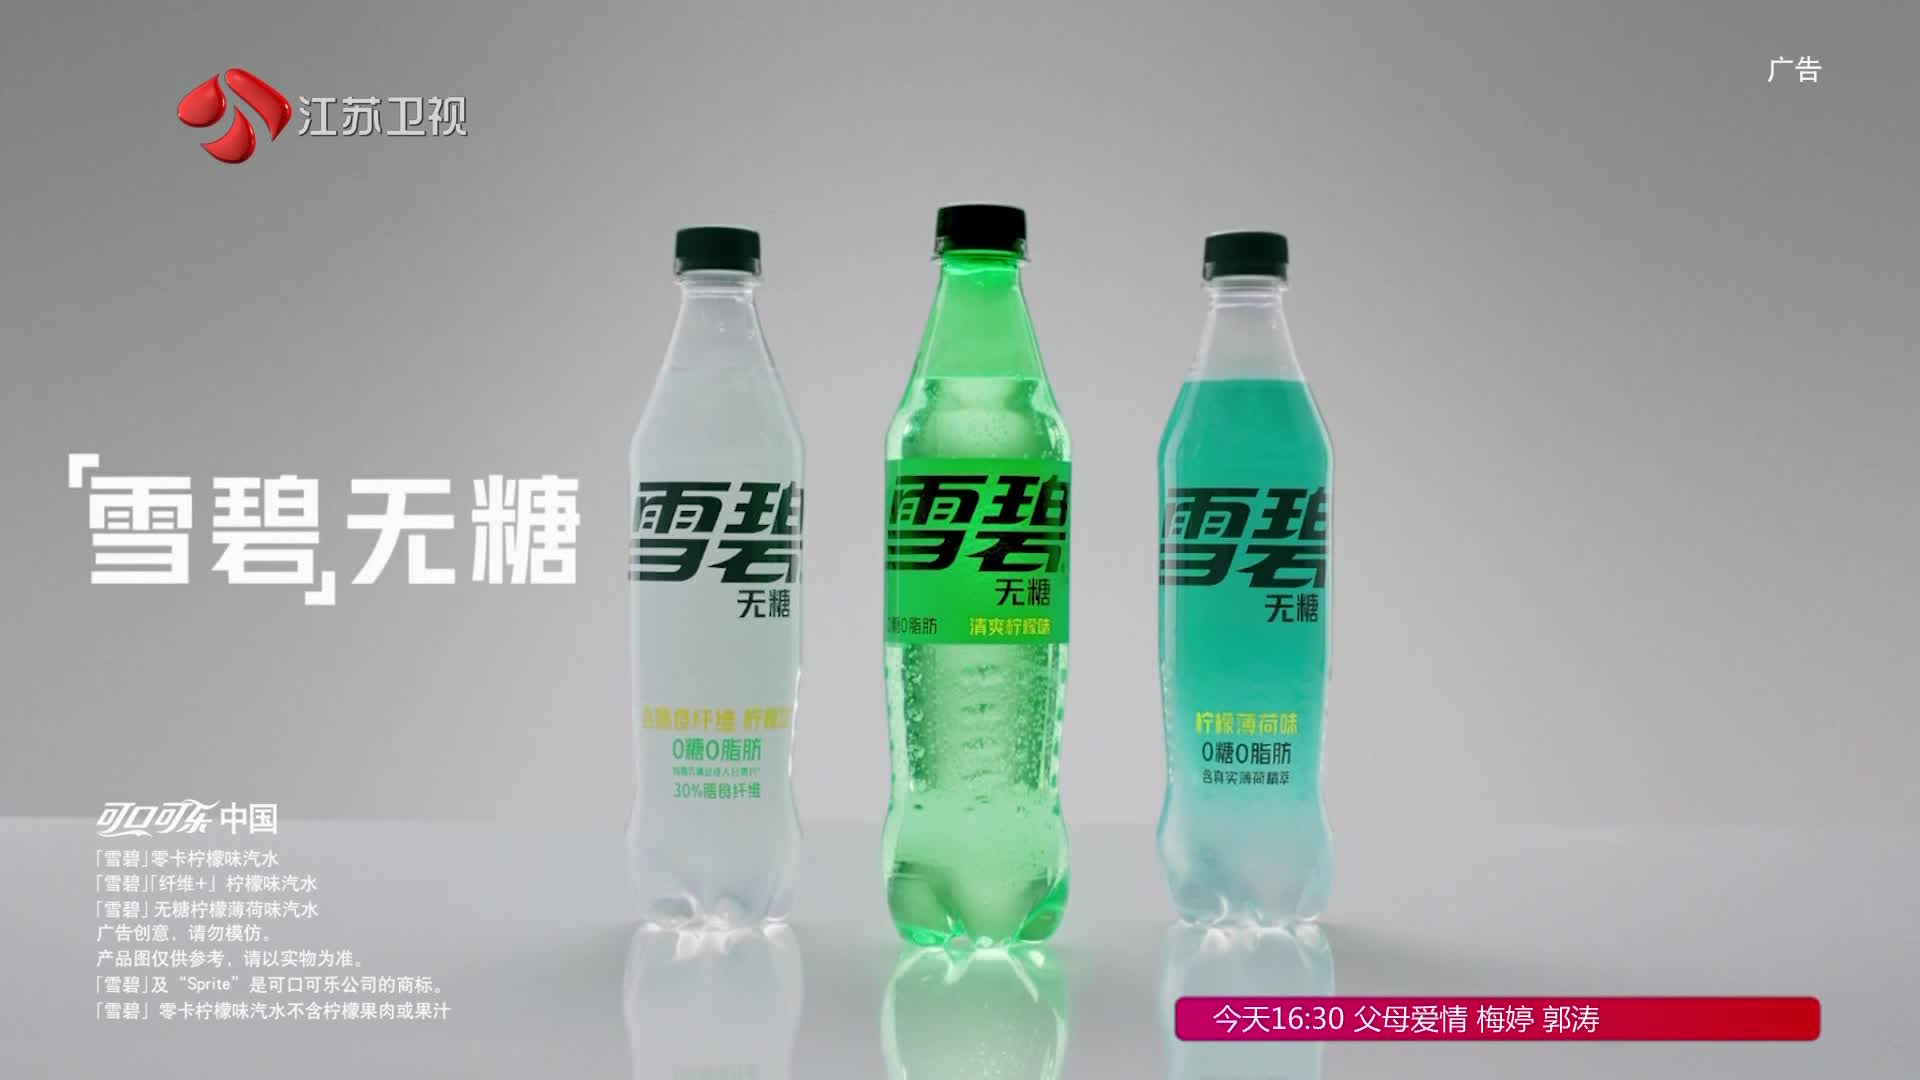 江苏卫视
广告
「雪碧」无糖
雪碧
无糖
柠檬
0糖0脂肪
30%膳食纤维
雪碧
无糖
0脂肪 清爽柠檬味
雪碧
无糖
柠檬薄荷味
0糖0脂肪
含真实薄荷精萃
可口可乐中国
「雪碧」零卡柠檬味汽水
「雪碧」「纤维+」柠檬味汽水
「雪碧」无糖柠檬薄荷味汽水
广告创意，请勿模仿。
产品图仅供参考，请以实物为准。
「雪碧」及“Sprite”是可口可乐公司的商标。
「雪碧」零卡柠檬味汽水不含柠檬果肉或果汁
今天16:30 父母爱情 梅婷 郭涛